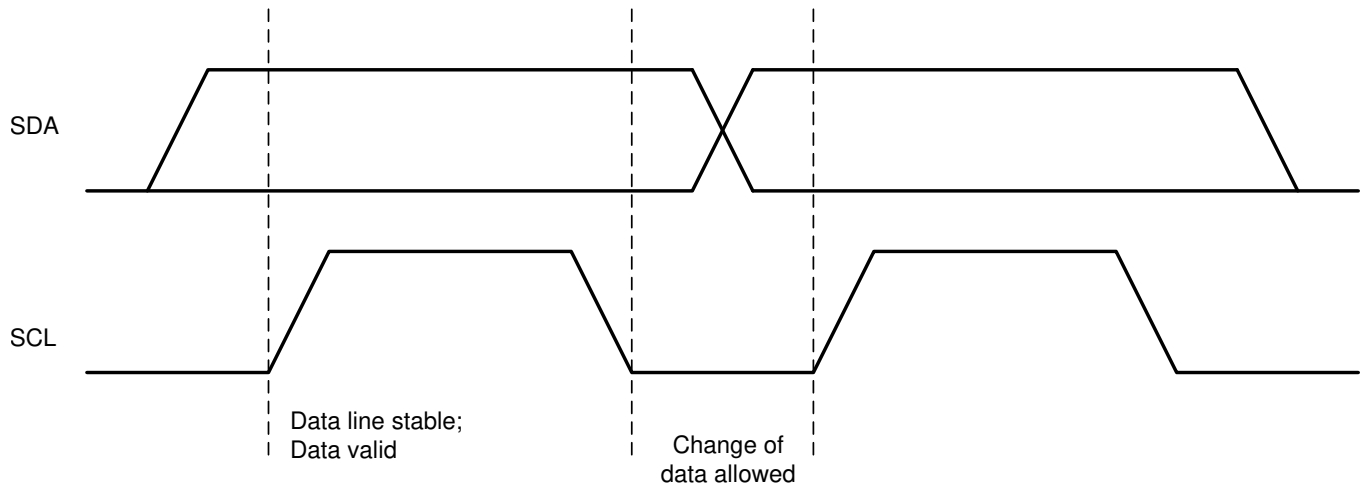 SDA
SCL
Data line stable;
Data valid
Change of
data allowed